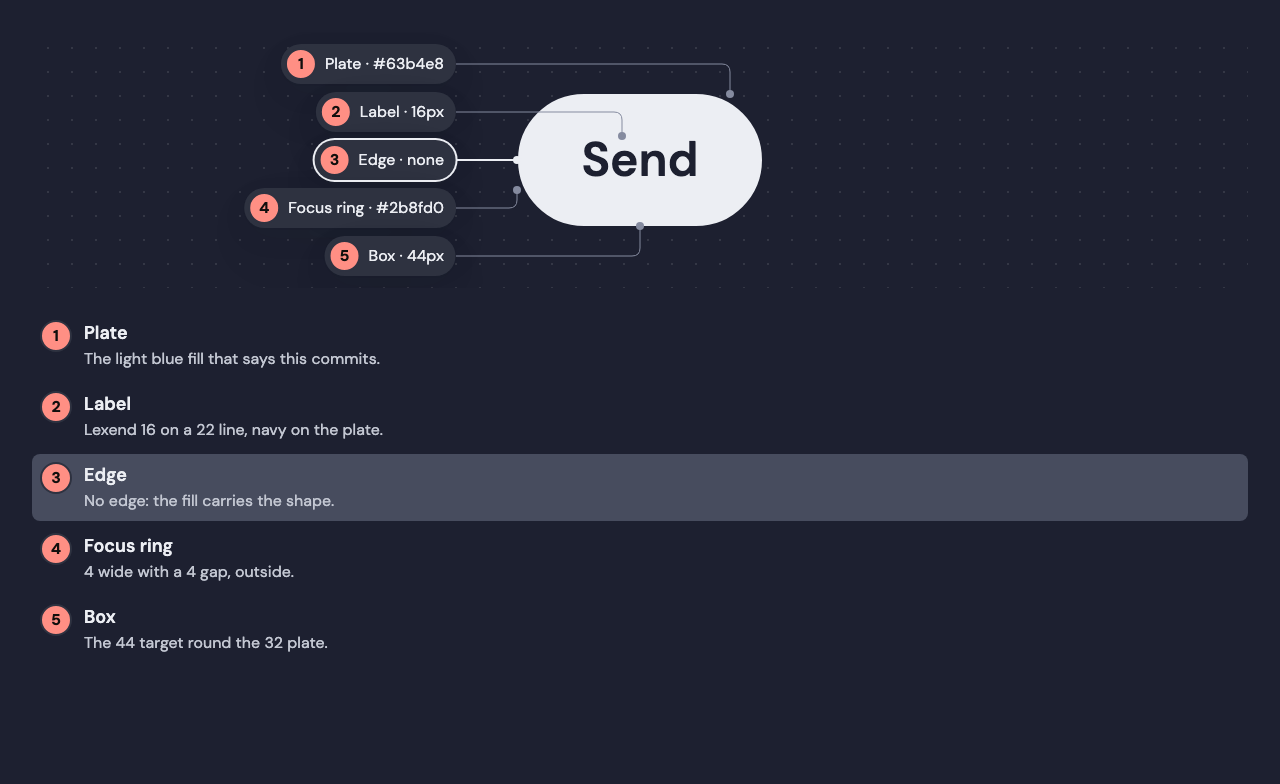 1 Plate · #63b4e8
2 Label · 16px
3 Edge · none
4 Focus ring · #2b8fd0
5 Box · 44px
Send
1 Plate
The light blue fill that says this commits.
2 Label
Lexend 16 on a 22 line, navy on the plate.
3 Edge
No edge: the fill carries the shape.
4 Focus ring
4 wide with a 4 gap, outside.
5 Box
The 44 target round the 32 plate.